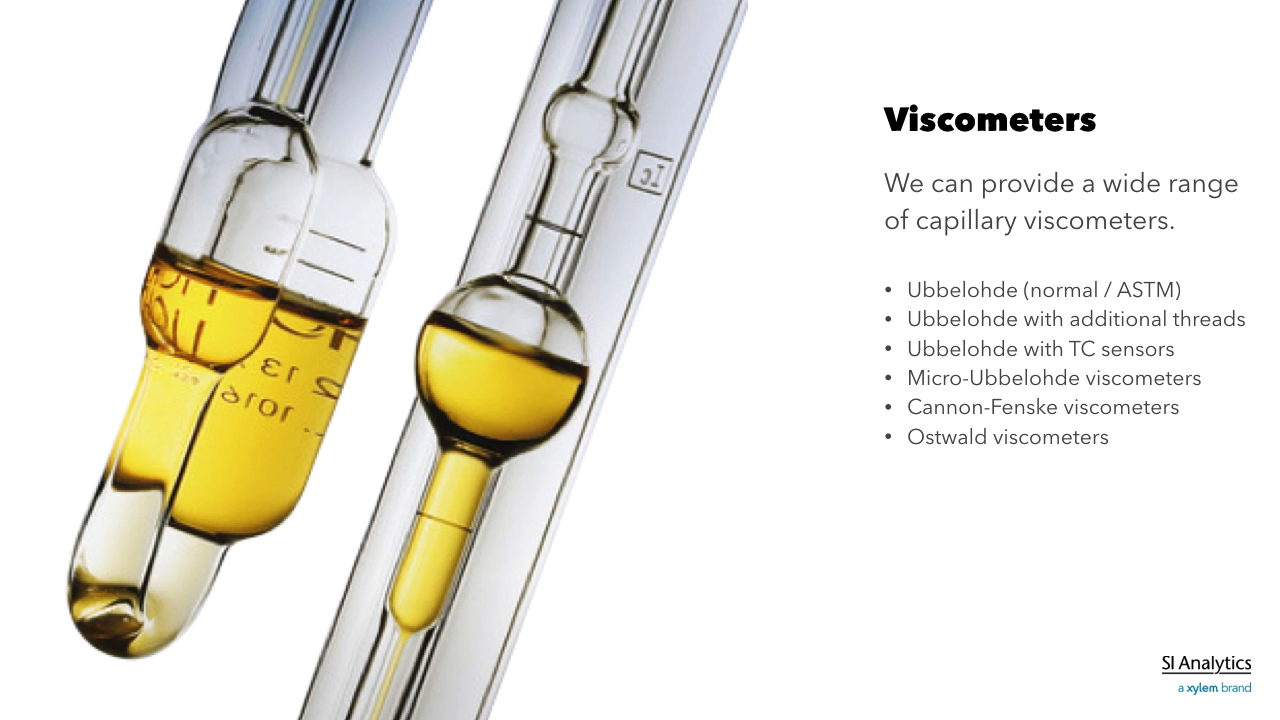 Viscometers
We can provide a wide range
of capillary viscometers.
• Ubbelohde (normal / ASTM)
• Ubbelohde with additional threads
• Ubbelohde with TC sensors
• Micro-Ubbelohde viscometers
• Cannon-Fenske viscometers
• Ostwald viscometers
SI Analytics
a xylem brand